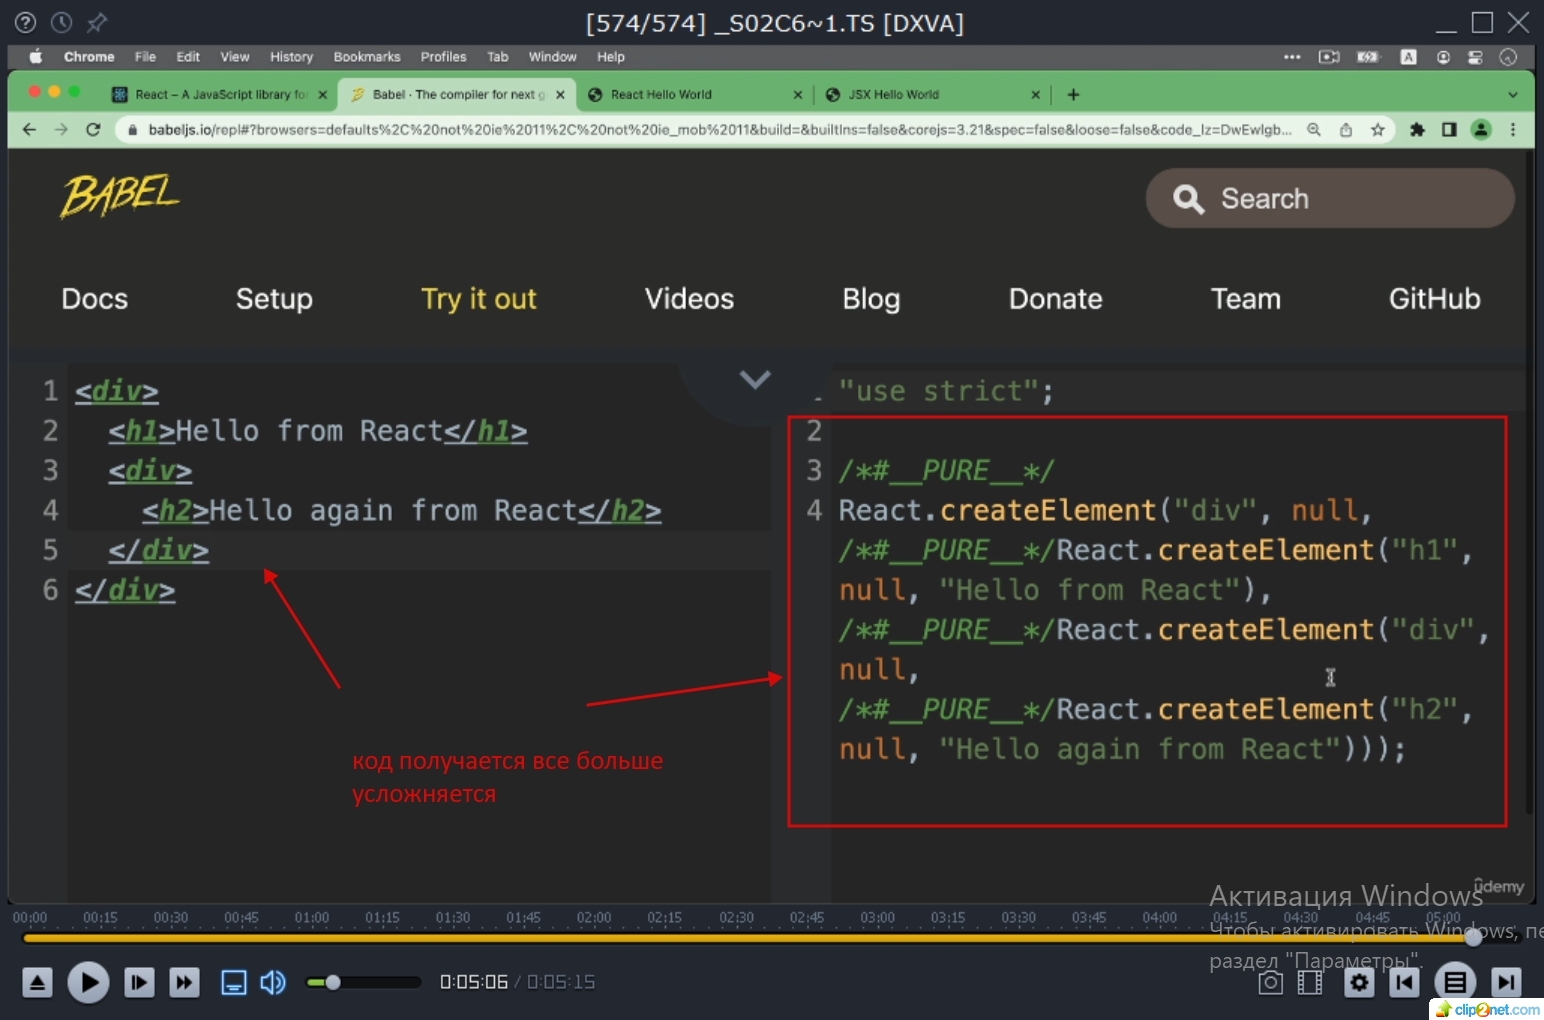 [574/574] _S02C6~1.TS [DXVA]
Chrome File Edit View History Bookmarks Profiles Tab Window Help
React – A JavaScript library fo
Babel · The compiler for next g
React Hello World
JSX Hello World
babeljs.io/repl#?browsers=defaults%2C%20not%20ie%2011%2C%20not%20ie_mob%2011&build=&builtIns=false&corejs=3.21&spec=false&loose=false&code_lz=DwEwlgb...
BABEL
Search
Docs Setup Try it out Videos Blog Donate Team GitHub
1 <div>
2 <h1>Hello from React</h1>
3 <div>
4 <h2>Hello again from React</h2>
5 </div>
6 </div>
"use strict";
2
3 /*#__PURE__*/
4 React.createElement("div", null,
/*#__PURE__*/React.createElement("h1",
null, "Hello from React"),
/*#__PURE__*/React.createElement("div",
null,
/*#__PURE__*/React.createElement("h2",
null, "Hello again from React")));
код получается все больше
усложняется
ûdemy
Активация Windows
Чтобы активировать Windows, пе
раздел "Параметры".
00:00 00:15 00:30 00:45 01:00 01:15 01:30 01:45 02:00 02:15 02:30 02:45 03:00 03:15 03:30 03:45 04:00 04:15 04:30 04:45 05:00
0:05:06 / 0:05:15
clip2net.com